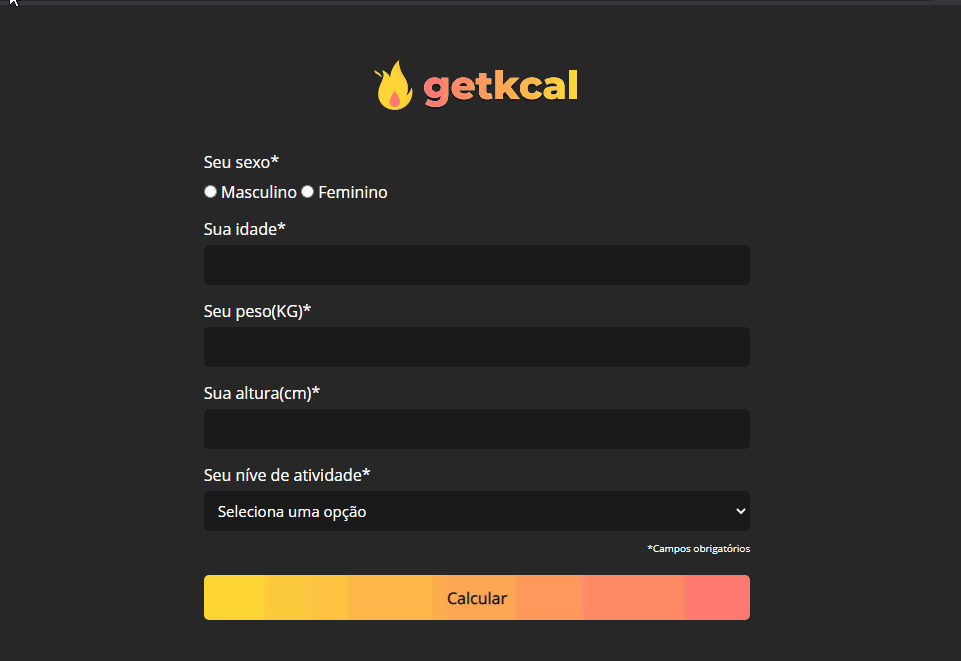 getkcal
Seu sexo*
Masculino Feminino
Sua idade*
Seu peso(KG)*
Sua altura(cm)*
Seu níve de atividade*
Seleciona uma opção
*Campos obrigatórios
Calcular